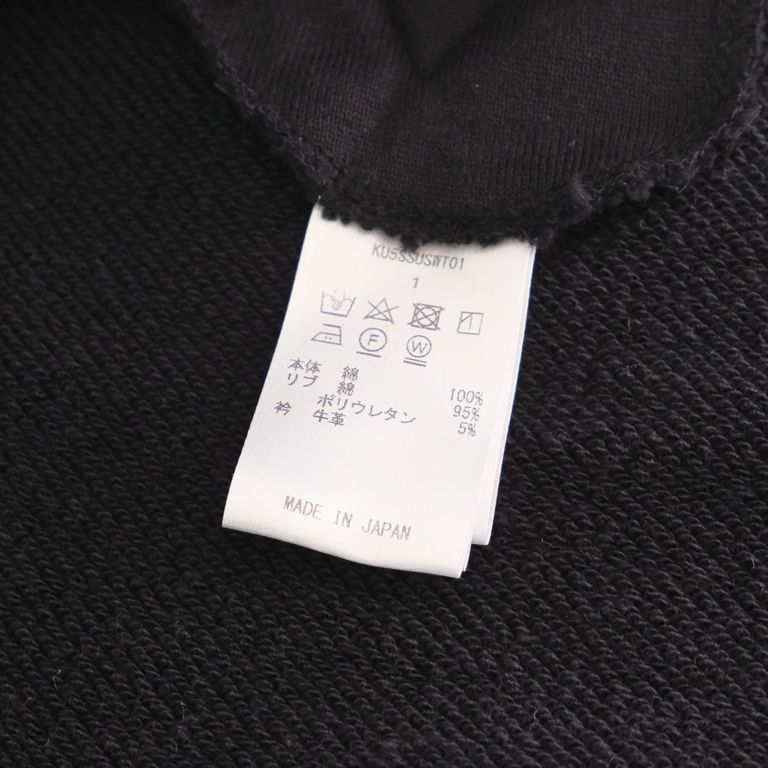 KU5SSUSWT01
1
F W
本体 綿 100%
リブ 綿 95%
ポリウレタン 5%
衿 牛革
MADE IN JAPAN